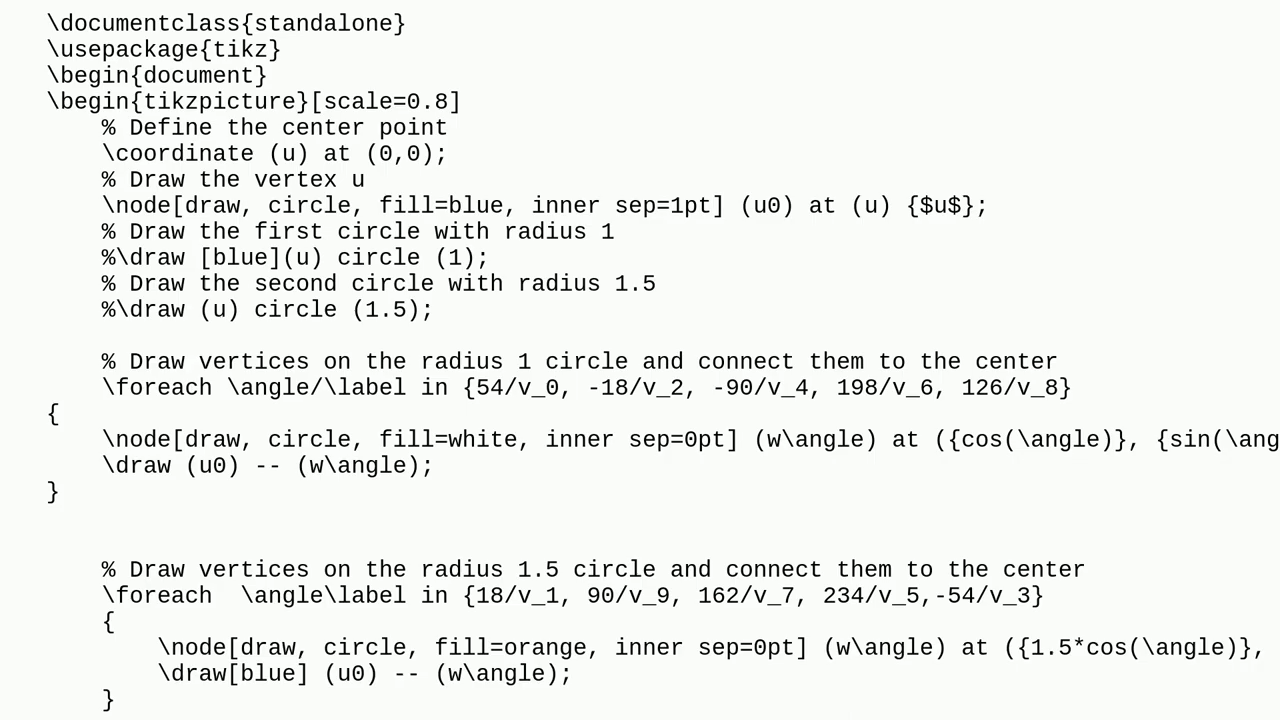 \documentclass{standalone}
\usepackage{tikz}
\begin{document}
\begin{tikzpicture}[scale=0.8]
% Define the center point
\coordinate (u) at (0,0);
% Draw the vertex u
\node[draw, circle, fill=blue, inner sep=1pt] (u0) at (u) {$u$};
% Draw the first circle with radius 1
%\draw [blue](u) circle (1);
% Draw the second circle with radius 1.5
%\draw (u) circle (1.5);
% Draw vertices on the radius 1 circle and connect them to the center
\foreach \angle/\label in {54/v_0, -18/v_2, -90/v_4, 198/v_6, 126/v_8}
{
\node[draw, circle, fill=white, inner sep=0pt] (w\angle) at ({cos(\angle)}, {sin(\ang
\draw (u0) -- (w\angle);
}
% Draw vertices on the radius 1.5 circle and connect them to the center
\foreach  \angle\label in {18/v_1, 90/v_9, 162/v_7, 234/v_5,-54/v_3}
{
\node[draw, circle, fill=orange, inner sep=0pt] (w\angle) at ({1.5*cos(\angle)},
\draw[blue] (u0) -- (w\angle);
}